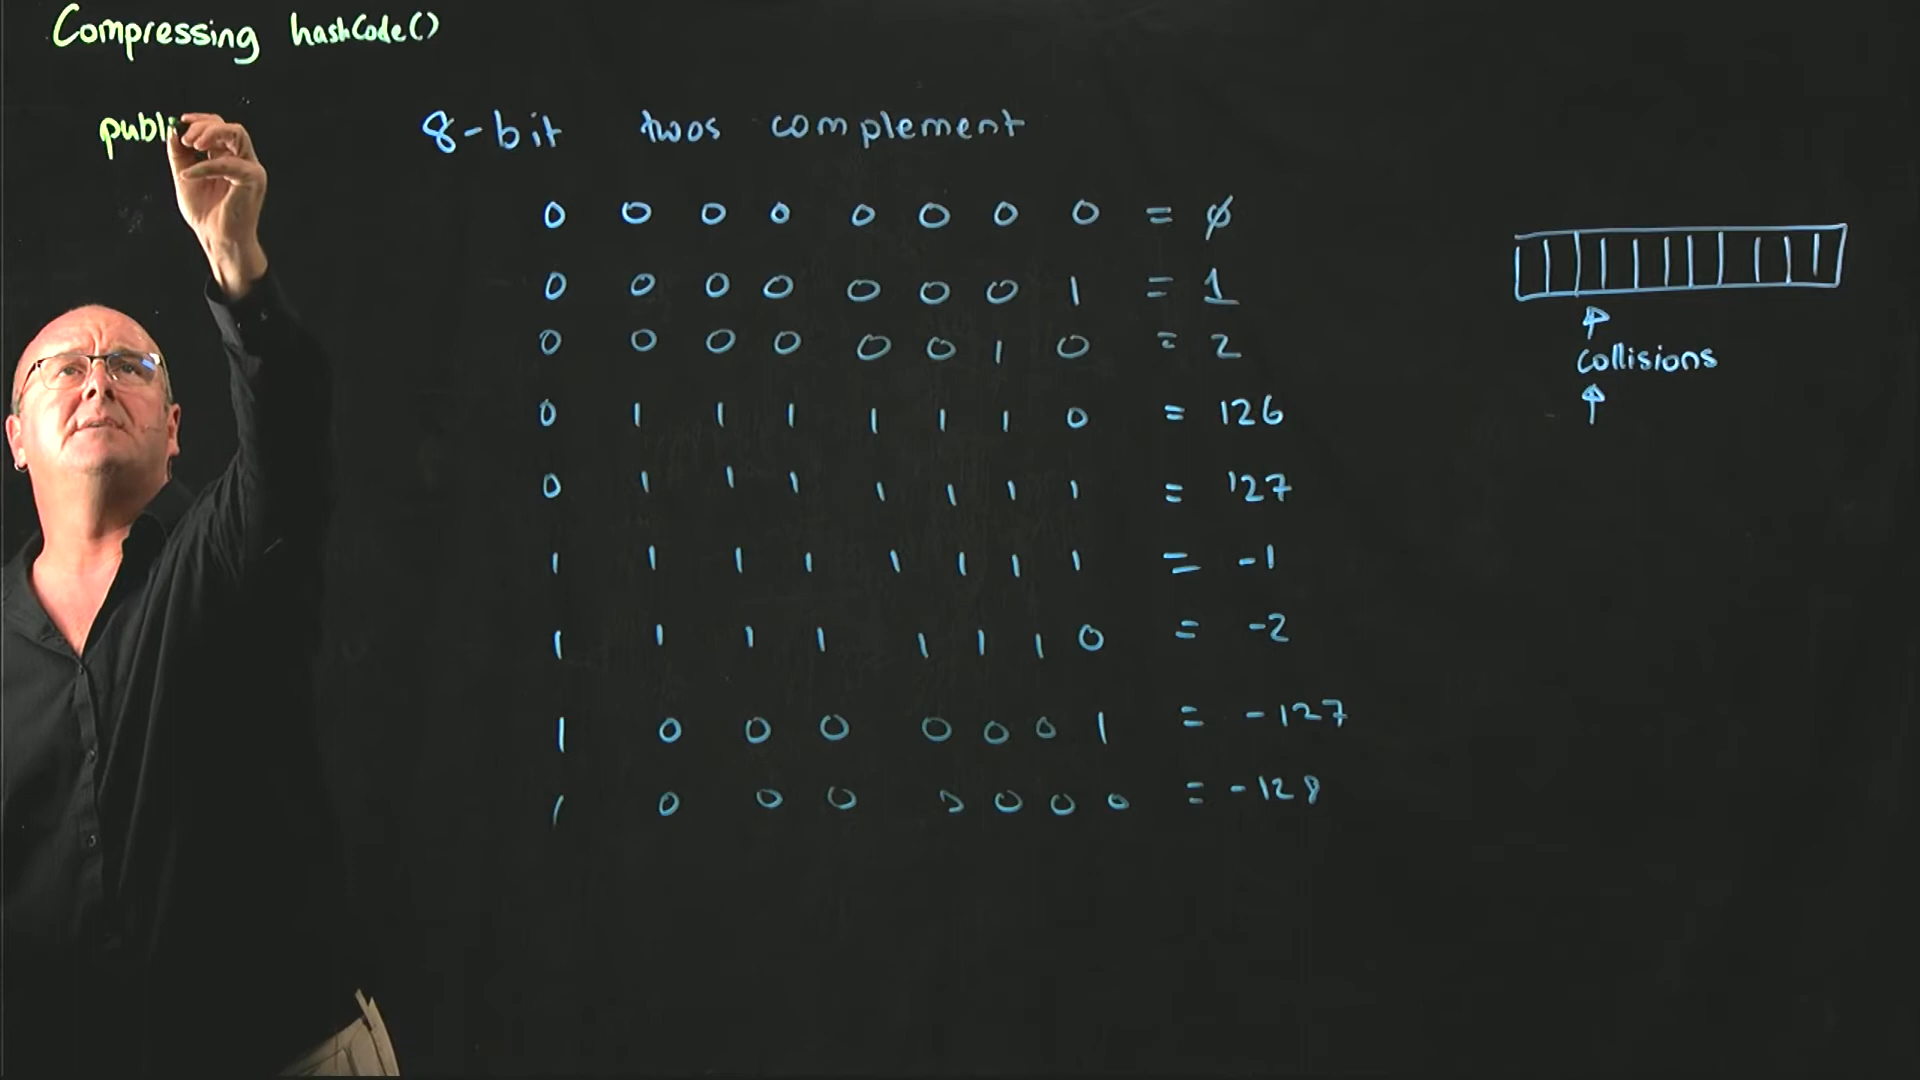 Compressing hashCode()
publi
8-bit twos complement
0 0 0 0 0 0 0 0 = ∅
0 0 0 0 0 0 0 1 = 1
0 0 0 0 0 0 1 0 = 2
0 1 1 1 1 1 1 0 = 126
0 1 1 1 1 1 1 1 = 127
1 1 1 1 1 1 1 1 = -1
1 1 1 1 1 1 1 0 = -2
1 0 0 0 0 0 0 1 = -127
1 0 0 0 0 0 0 0 = -128
collisions